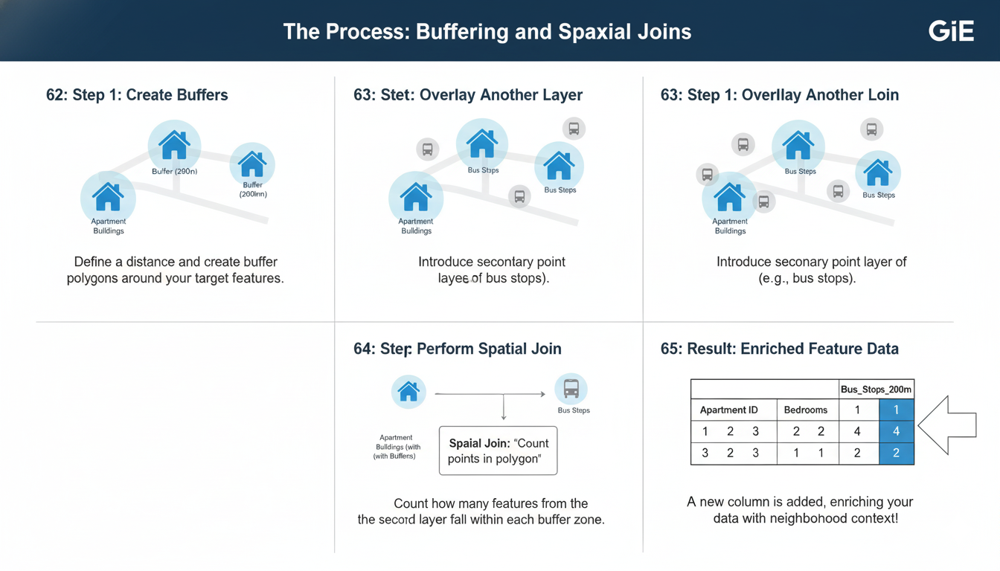 The Process: Buffering and Spaxial Joins
GiE
62: Step 1: Create Buffers
Buffer (290n)
Buffer
(260lnn)
Apartment
Bulldings
Define a distance and create buffer
polygons around your target features.
63: Stet: Overlay Another Layer
Bus Staps
Bus Steps
Apartment
Bulldings
Introduce secontary point
layee of bus stops).
63: Step 1: Overllay Another Loin
Bus Steps
Bus Steps
Apartment
Buildings
Introduce seconary point layer of
(e.g., bus stops).
64: Step: Perform Spatial Join
Bus Steps
Apartment
Bulldings (with
(with Buffens)
Spaial Join: “Count
points in polygon”
Count how many features from the
the second layer fall within each buffer zone.
65: Result: Enriched Feature Data
Bus_Stops_200m
Apartment ID Bedrooms 1 1
1 2 3 2 2 4 4
3 2 3 1 1 2 2
A new column is added, enriching your
data with neighbohood context!